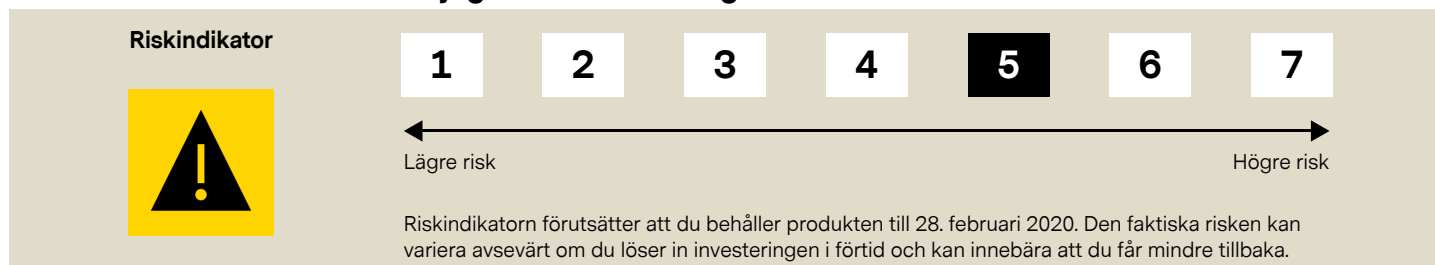 Riskindikator
1 2 3 4 5 6 7
Lägre risk
Högre risk
Riskindikatorn förutsätter att du behåller produkten till 28. februari 2020. Den faktiska risken kan
variera avsevärt om du löser in investeringen i förtid och kan innebära att du får mindre tillbaka.